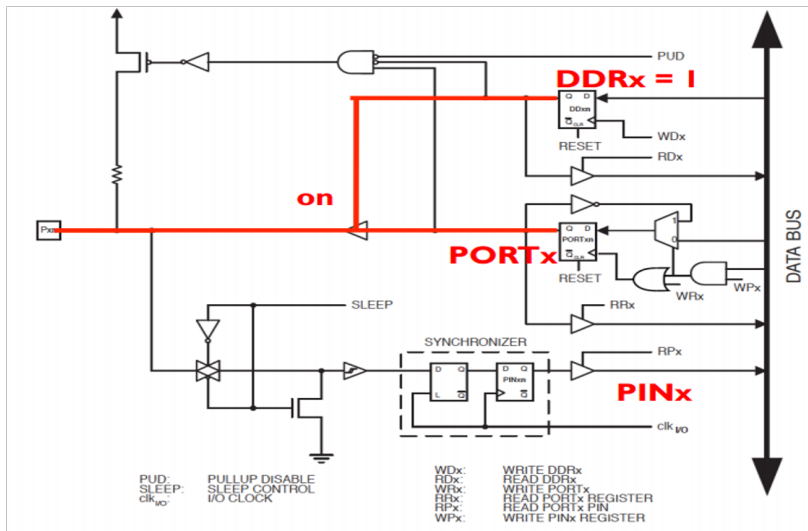 PUD
DDRx = 1
Q D
DDxn
Q CLR
WDx
RESET
RDx
on
Pxn
1
Q D
PORTxn
0
PORTx
Q CLR
RESET
WRx
WPx
DATA BUS
SLEEP
RRx
SYNCHRONIZER
RPx
D Q
D Q
PINxn
L Q
Q
PINx
clk I/O
PUD: PULLUP DISABLE
SLEEP: SLEEP CONTROL
clk I/O: I/O CLOCK
WDx: WRITE DDRx
RDx: READ DDRx
WRx: WRITE PORTx
RRx: READ PORTx REGISTER
RPx: READ PORTx PIN
WPx: WRITE PINx REGISTER